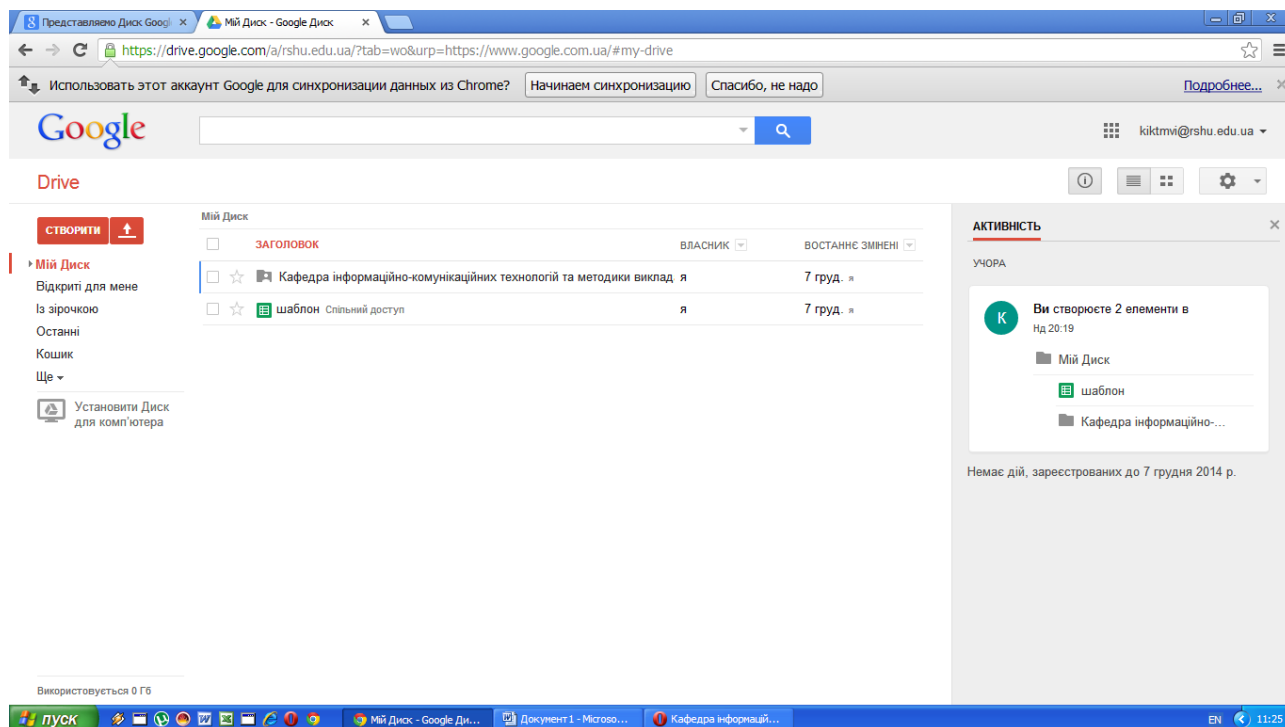 Представляємо Диск Googl
Мій Диск - Google Диск
https://drive.google.com/a/rshu.edu.ua/?tab=wo&urp=https://www.google.com.ua/#my-drive
Использовать этот аккаунт Google для синхронизации данных из Chrome? Начинаем синхронизацию Спасибо, не надо Подробнее...
Google
kiktmvi@rshu.edu.ua
Drive
СТВОРИТИ
Мій Диск
Відкриті для мене
Із зірочкою
Останні
Кошик
Ще
Установити Диск
для комп'ютера
Використовується 0 Гб
Мій Диск
ЗАГОЛОВОК ВЛАСНИК ВОСТАННЄ ЗМІНЕНІ
Кафедра інформаційно-комунікаційних технологій та методики виклад я 7 груд. я
шаблон Спільний доступ я 7 груд. я
АКТИВНІСТЬ
УЧОРА
К
Ви створюєте 2 елементи в
Нд 20:19
Мій Диск
шаблон
Кафедра інформаційно-...
Немає дій, зареєстрованих до 7 грудня 2014 р.
пуск Мій Диск - Google Ди... Документ1 - Microso... Кафедра інформацій... EN 11:25